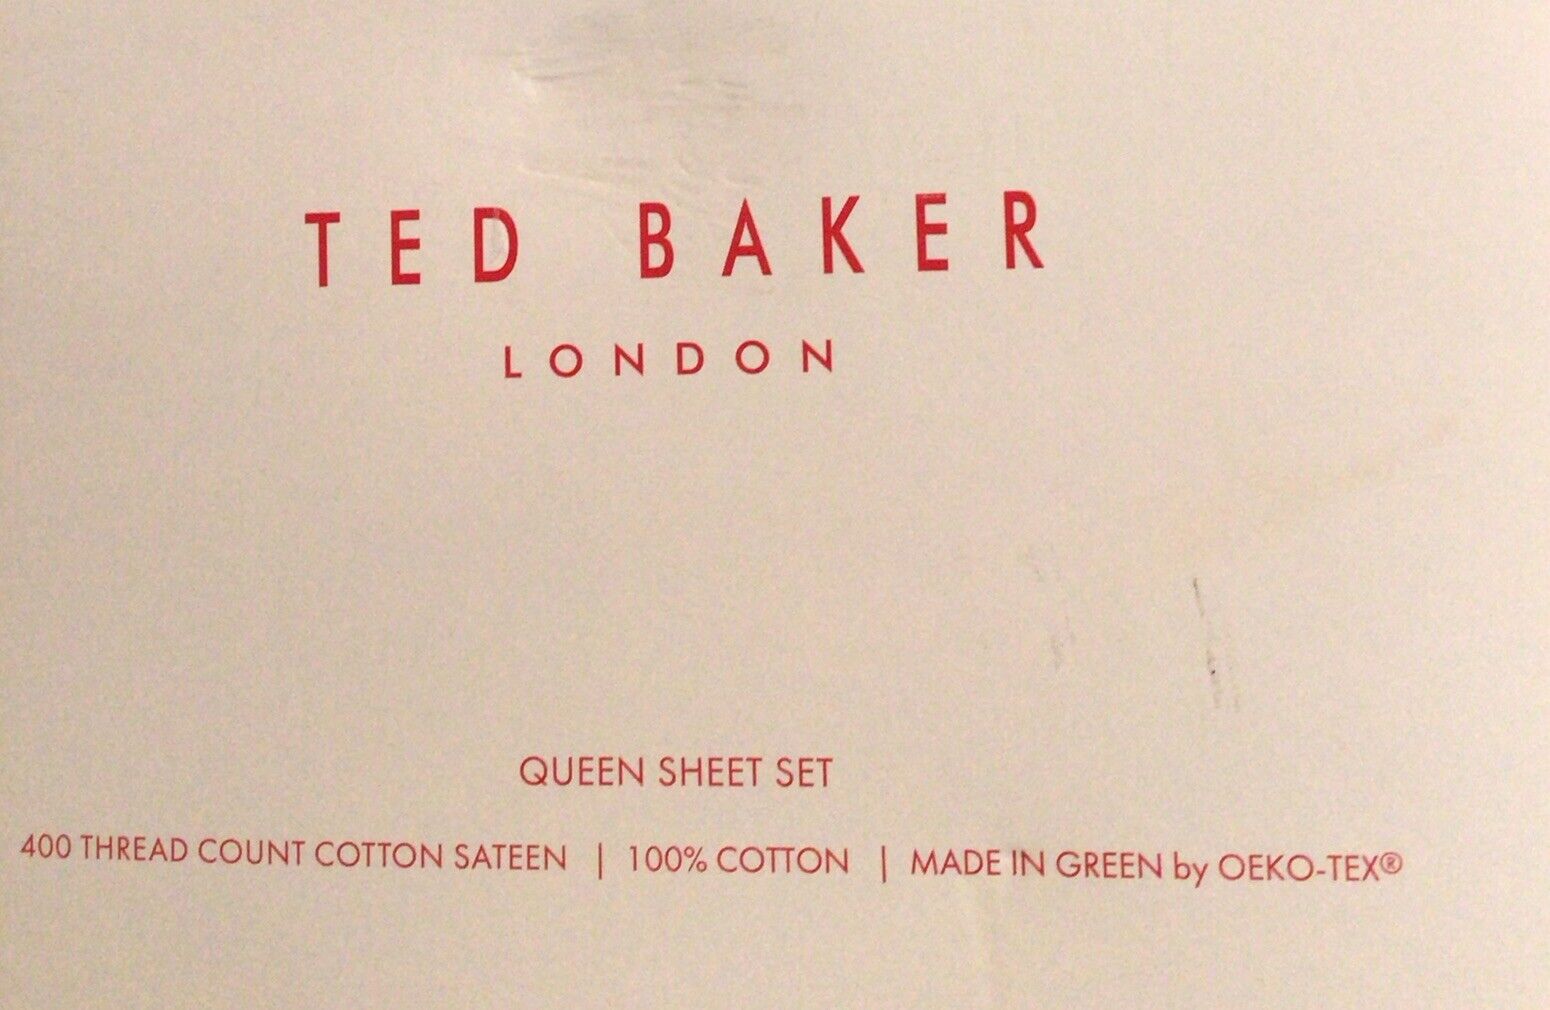 TED BAKER
LONDON
QUEEN SHEET SET
400 THREAD COUNT COTTON SATEEN | 100% COTTON | MADE IN GREEN by OEKO-TEX®